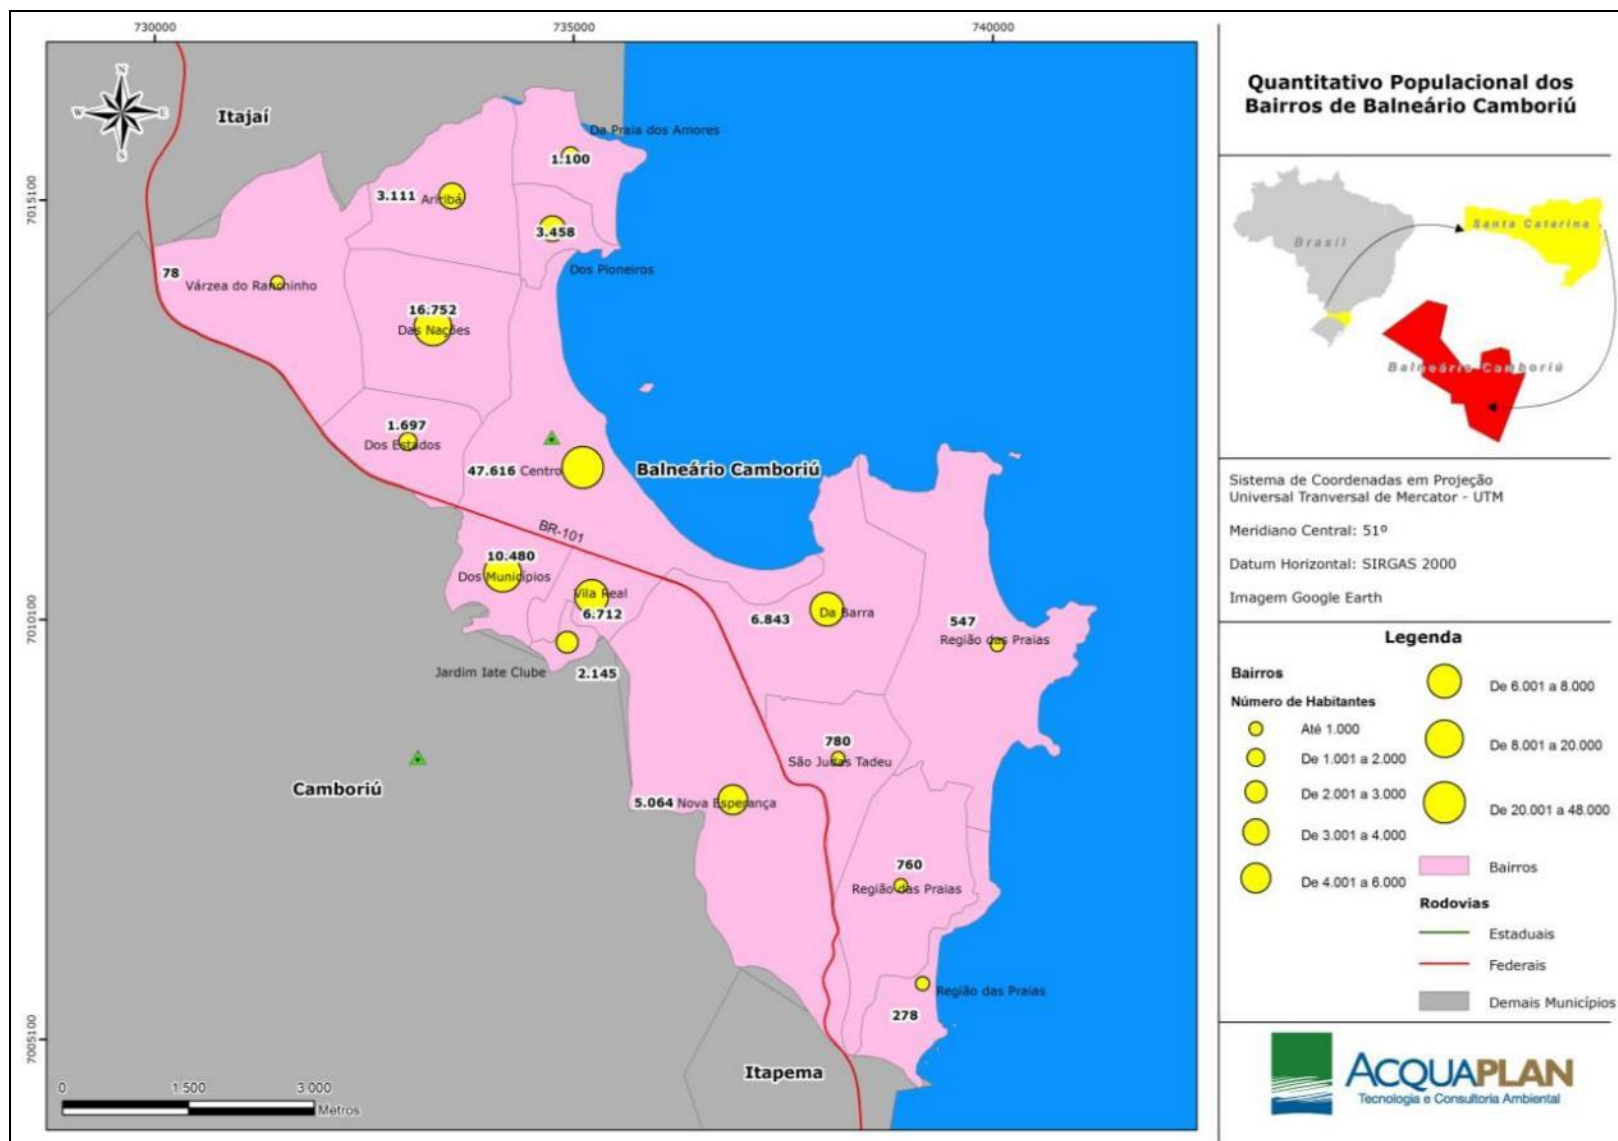 730000
735000
740000
7015100
7010100
7005100
N
W
E
S
Itajaí
Da Praia dos Amores
1.100
3.111
Ariribá
3.458
Dos Pioneiros
78
Várzea do Ranchinho
16.752
Das Nações
1.697
Dos Estados
47.616 Centro
Balneário Camboriú
BR-101
10.480
Dos Municípios
Vila Real
6.712
Jardim Iate Clube
2.145
6.843
Da Barra
547
Região das Praias
780
São Judas Tadeu
Camboriú
5.064 Nova Esperança
760
Região das Praias
Região das Praias
278
Itapema
0
1.500
3.000
Metros
Quantitativo Populacional dos
Bairros de Balneário Camboriú
Brasil
Santa Catarina
Balneário Camboriú
Sistema de Coordenadas em Projeção
Universal Tranversal de Mercator - UTM
Meridiano Central: 51º
Datum Horizontal: SIRGAS 2000
Imagem Google Earth
Legenda
Bairros
Número de Habitantes
Até 1.000
De 1.001 a 2.000
De 2.001 a 3.000
De 3.001 a 4.000
De 4.001 a 6.000
De 6.001 a 8.000
De 8.001 a 20.000
De 20.001 a 48.000
Bairros
Rodovias
Estaduais
Federais
Demais Municípios
ACQUAPLAN
Tecnologia e Consultoria Ambiental